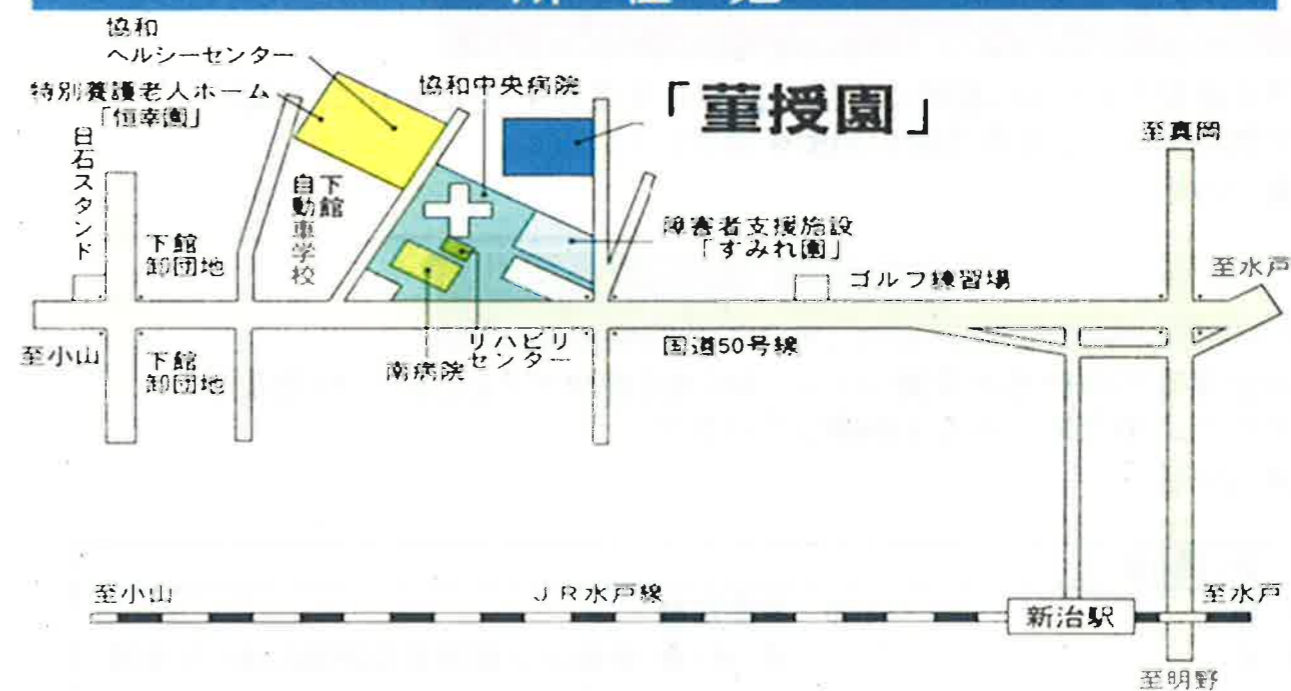 所在地
協和
ヘルシーセンター
特別養護老人ホーム
「恒幸園」
協和中央病院
「菫授園」
至真岡
日石スタンド
下館
卸団地
下館
自動車学校
障害者支援施設
「すみれ園」
ゴルフ練習場
至水戸
至小山
下館
卸団地
南病院
リハビリ
センター
国道50号線
至小山
JR水戸線
新治駅
至水戸
至明野